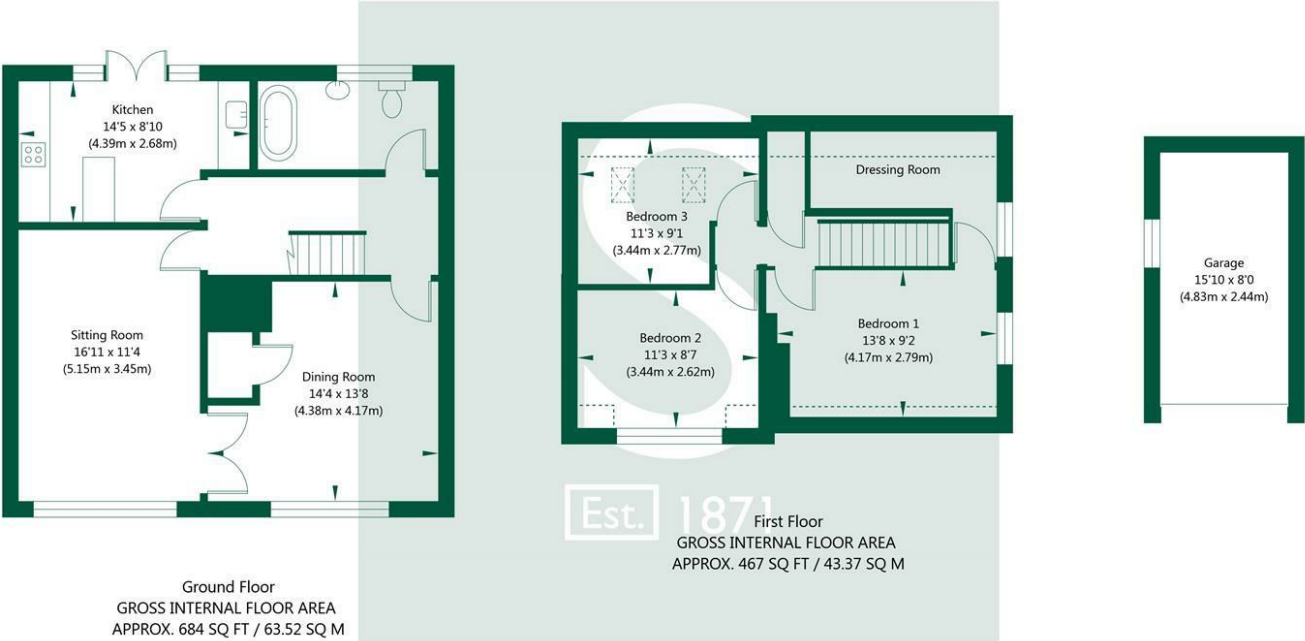 Kitchen
14'5 x 8'10
(4.39m x 2.68m)
Sitting Room
16'11 x 11'4
(5.15m x 3.45m)
Dining Room
14'4 x 13'8
(4.38m x 4.17m)
Ground Floor
GROSS INTERNAL FLOOR AREA
APPROX. 684 SQ FT / 63.52 SQ M
Dressing Room
Bedroom 3
11'3 x 9'1
(3.44m x 2.77m)
Bedroom 2
11'3 x 8'7
(3.44m x 2.62m)
Bedroom 1
13'8 x 9'2
(4.17m x 2.79m)
S
Est. 1871
First Floor
GROSS INTERNAL FLOOR AREA
APPROX. 467 SQ FT / 43.37 SQ M
Garage
15'10 x 8'0
(4.83m x 2.44m)